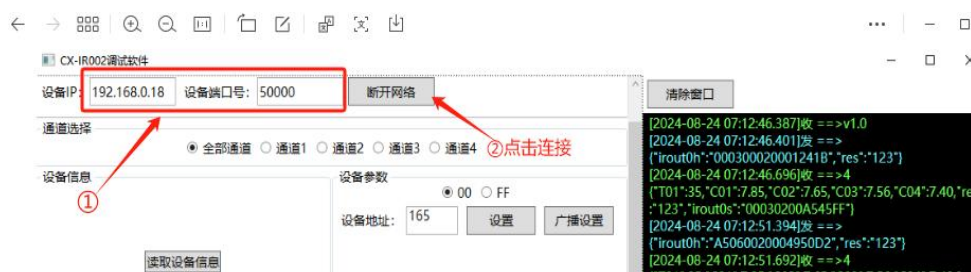 CX-IR002调试软件
设备IP: 192.168.0.18 设备端口号: 50000 断开网络
清除窗口
通道选择
全部通道 通道1 通道2 通道3 通道4 ②点击连接
设备信息
①
读取设备信息
设备参数
00 FF
设备地址: 165 设置 广播设置
[2024-08-24 07:12:46.387]收 ==>v1.0
[2024-08-24 07:12:46.401]发 ==>
{"irout0h":"000300020001241B","res":"123"}
[2024-08-24 07:12:46.696]收 ==>4
{"T01":35,"C01":7.85,"C02":7.65,"C03":7.56,"C04":7.40,"re
:"123","irout0s":"00030200A545FF"}
[2024-08-24 07:12:51.394]发 ==>
{"irout0h":"A5060020004950D2","res":"123"}
[2024-08-24 07:12:51.692]收 ==>4